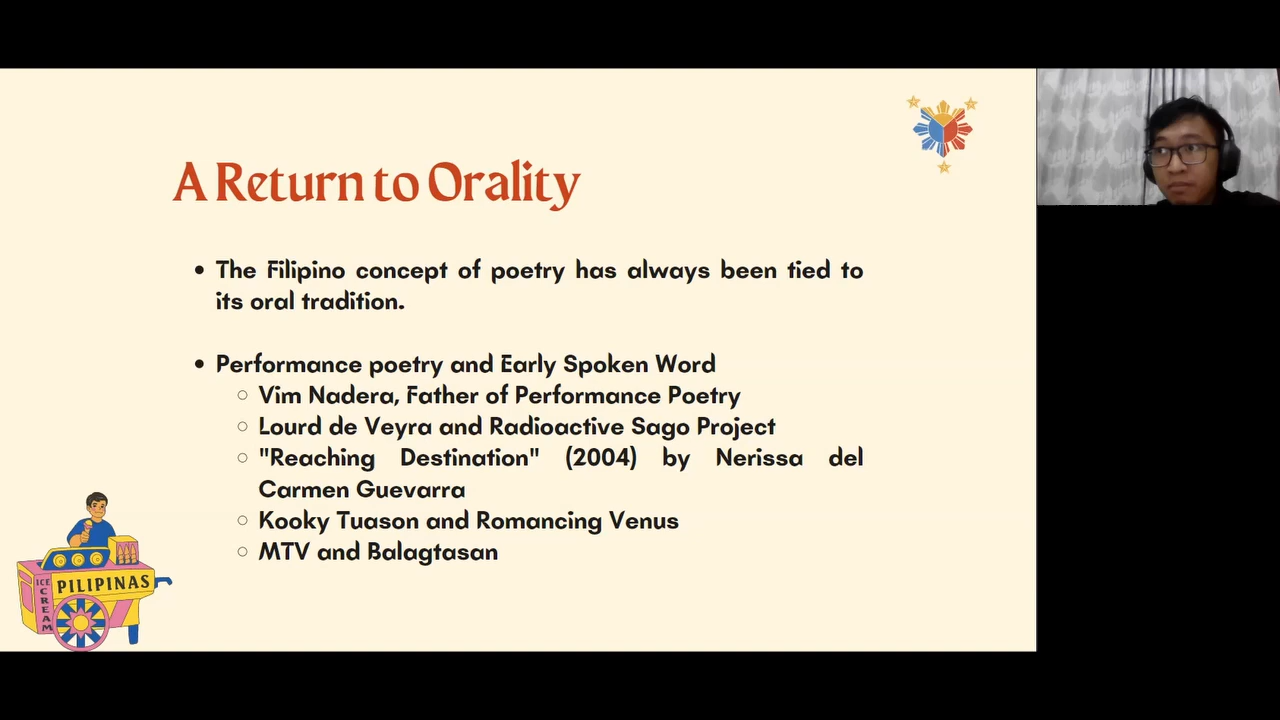 A Return to Orality
• The Filipino concept of poetry has always been tied to
its oral tradition.
• Performance poetry and Early Spoken Word
○ Vim Nadera, Father of Performance Poetry
○ Lourd de Veyra and Radioactive Sago Project
○ "Reaching Destination" (2004) by Nerissa del
Carmen Guevarra
○ Kooky Tuason and Romancing Venus
○ MTV and Balagtasan
ICE CREAM
PILIPINAS